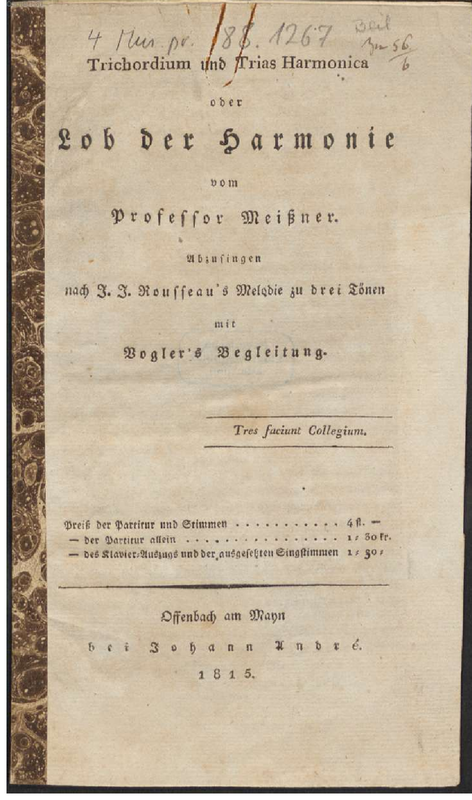 4 Mus. pr. 88. 1267 Beil
zu 56/6
Trichordium und Trias Harmonica
oder
Lob der Harmonie
vom
Professor Meißner.
Abzusingen
nach J. J. Rousseau's Melodie zu drei Tönen
mit
Vogler's Begleitung.
Tres faciunt Collegium.
Preiß der Partitur und Stimmen . . . . . . . . . . . 4 fl. —
— der Partitur allein . . . . . . . . . . . . . . . . 1 ⸗ 30 kr.
— des Klavier⸗Auszugs und der ausgesetzten Singstimmen 1 ⸗ 30 ⸗
Offenbach am Mayn
bei Johann André.
1815.